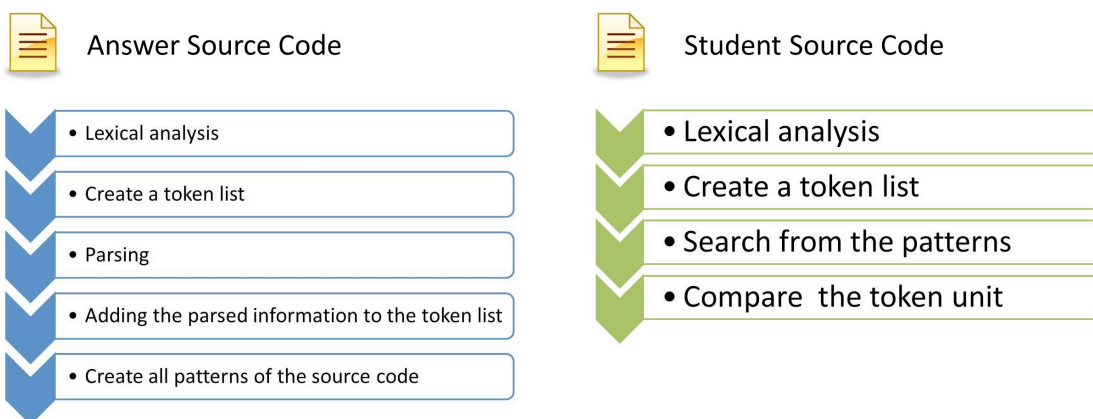 Answer Source Code
• Lexical analysis
• Create a token list
• Parsing
• Adding the parsed information to the token list
• Create all patterns of the source code
Student Source Code
• Lexical analysis
• Create a token list
• Search from the patterns
• Compare the token unit